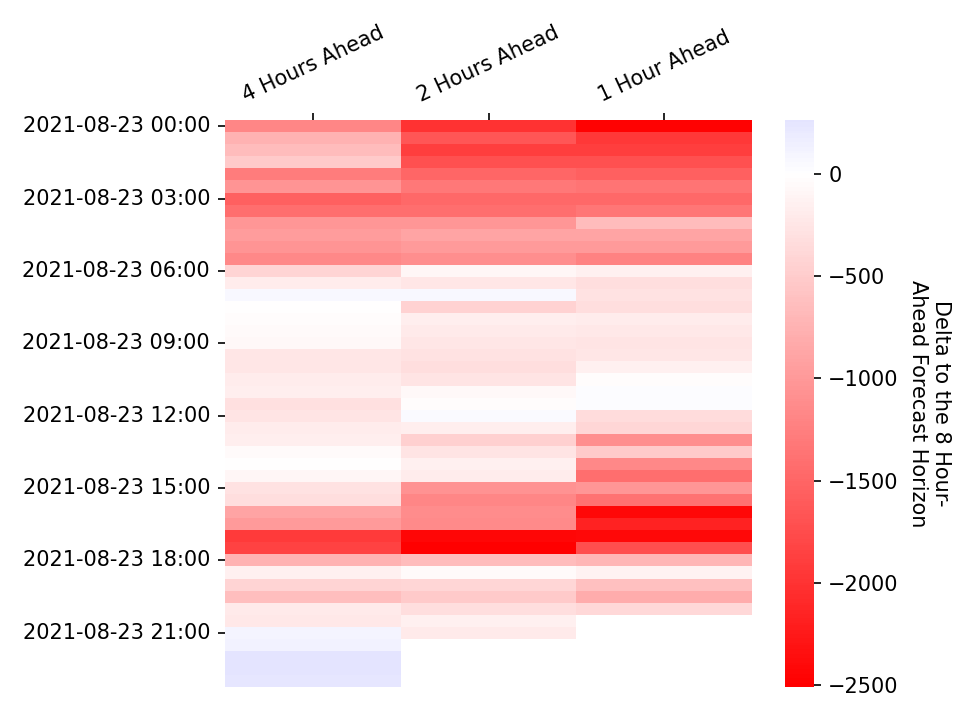 4 Hours Ahead
2 Hours Ahead
1 Hour Ahead
2021-08-23 00:00
2021-08-23 03:00
2021-08-23 06:00
2021-08-23 09:00
2021-08-23 12:00
2021-08-23 15:00
2021-08-23 18:00
2021-08-23 21:00
0
−500
−1000
−1500
−2000
−2500
Delta to the 8 Hour-
Ahead Forecast Horizon